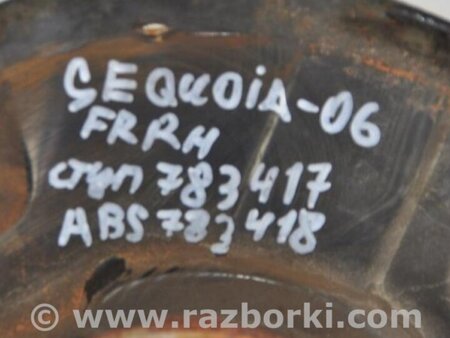 SEQUOIA-06
FRRH
ступ 783417
ABS 783418
© www.razborki.com